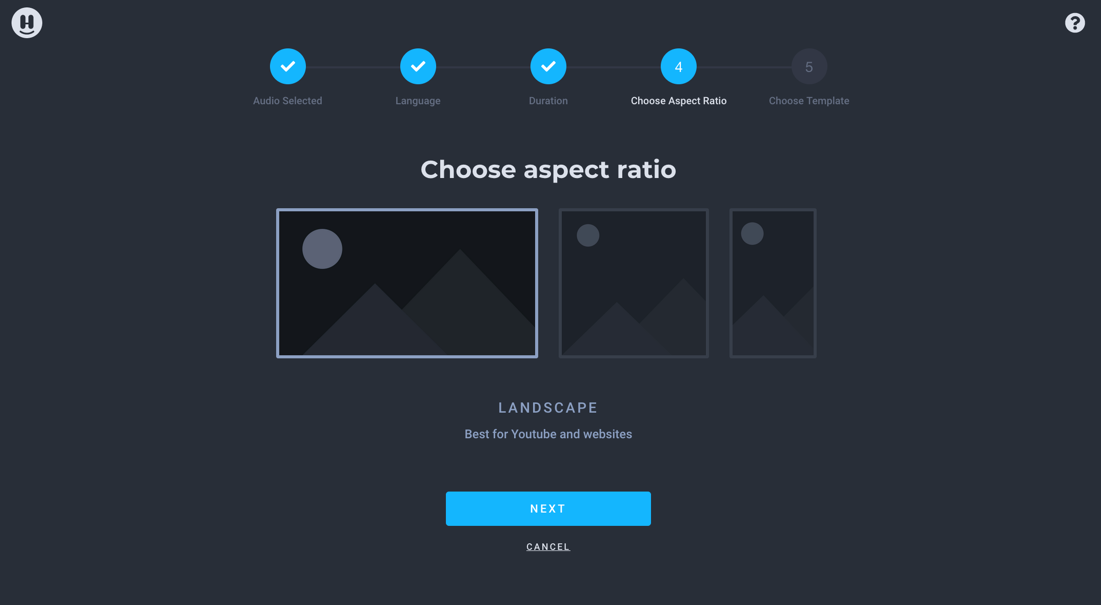 4
5
Audio Selected
Language
Duration
Choose Aspect Ratio
Choose Template
Choose aspect ratio
LANDSCAPE
Best for Youtube and websites
NEXT
CANCEL
?